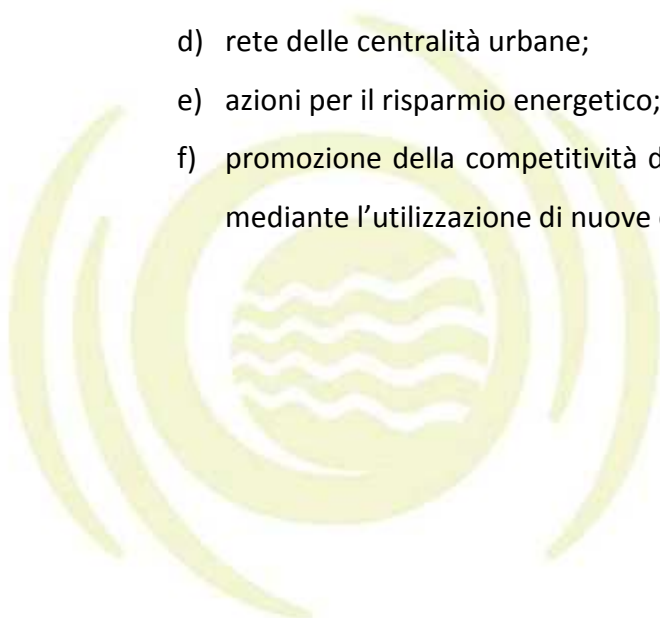 d) rete delle centralità urbane;
e) azioni per il risparmio energetico;
f) promozione della competitività
mediante l'utilizzazione di nuove